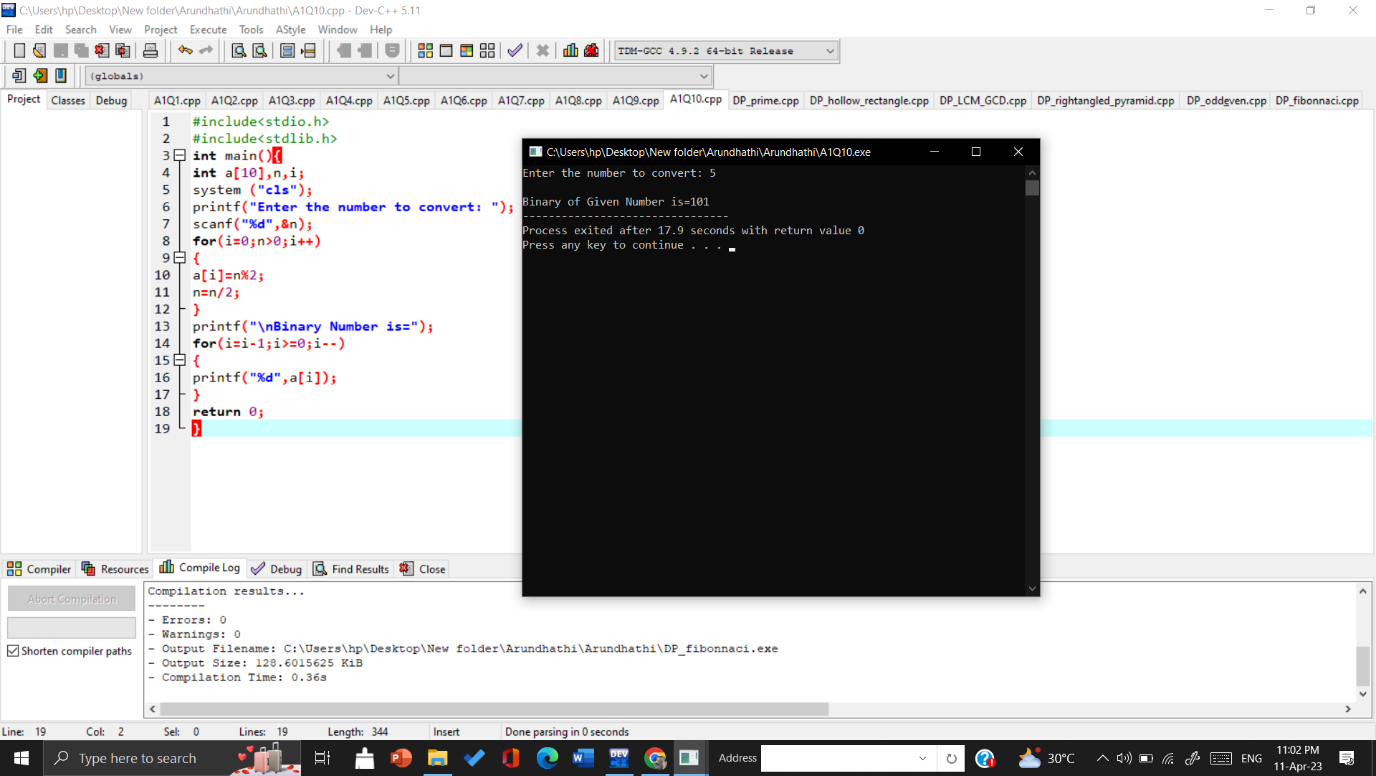 C:\Users\hp\Desktop\New folder\Arundhathi\Arundhathi\A1Q10.cpp - Dev-C++ 5.11
File Edit Search View Project Execute Tools AStyle Window Help
TDM-GCC 4.9.2 64-bit Release
(globals)
Project Classes Debug A1Q1.cpp A1Q2.cpp A1Q3.cpp A1Q4.cpp A1Q5.cpp A1Q6.cpp A1Q7.cpp A1Q8.cpp A1Q9.cpp A1Q10.cpp DP_prime.cpp DP_hollow_rectangle.cpp DP_LCM_GCD.cpp DP_rightangled_pyramid.cpp DP_oddeven.cpp DP_fibonnaci.cpp
1 #include<stdio.h>
2 #include<stdlib.h>
3 int main(){
4 int a[10],n,i;
5 system ("cls");
6 printf("Enter the number to convert: ");
7 scanf("%d",&n);
8 for(i=0;n>0;i++)
9 {
10 a[i]=n%2;
11 n=n/2;
12 }
13 printf("\nBinary Number is=");
14 for(i=i-1;i>=0;i--)
15 {
16 printf("%d",a[i]);
17 }
18 return 0;
19 }
C:\Users\hp\Desktop\New folder\Arundhathi\Arundhathi\A1Q10.exe
Enter the number to convert: 5
Binary of Given Number is=101
--------------------------------
Process exited after 17.9 seconds with return value 0
Press any key to continue . . .
Compiler Resources Compile Log Debug Find Results Close
Abort Compilation
Shorten compiler paths
Compilation results...
--------
- Errors: 0
- Warnings: 0
- Output Filename: C:\Users\hp\Desktop\New folder\Arundhathi\Arundhathi\DP_fibonnaci.exe
- Output Size: 128.6015625 KiB
- Compilation Time: 0.36s
Line: 19 Col: 2 Sel: 0 Lines: 19 Length: 344 Insert Done parsing in 0 seconds
Type here to search
DEV
Address
30°C
ENG
11:02 PM
11-Apr-23